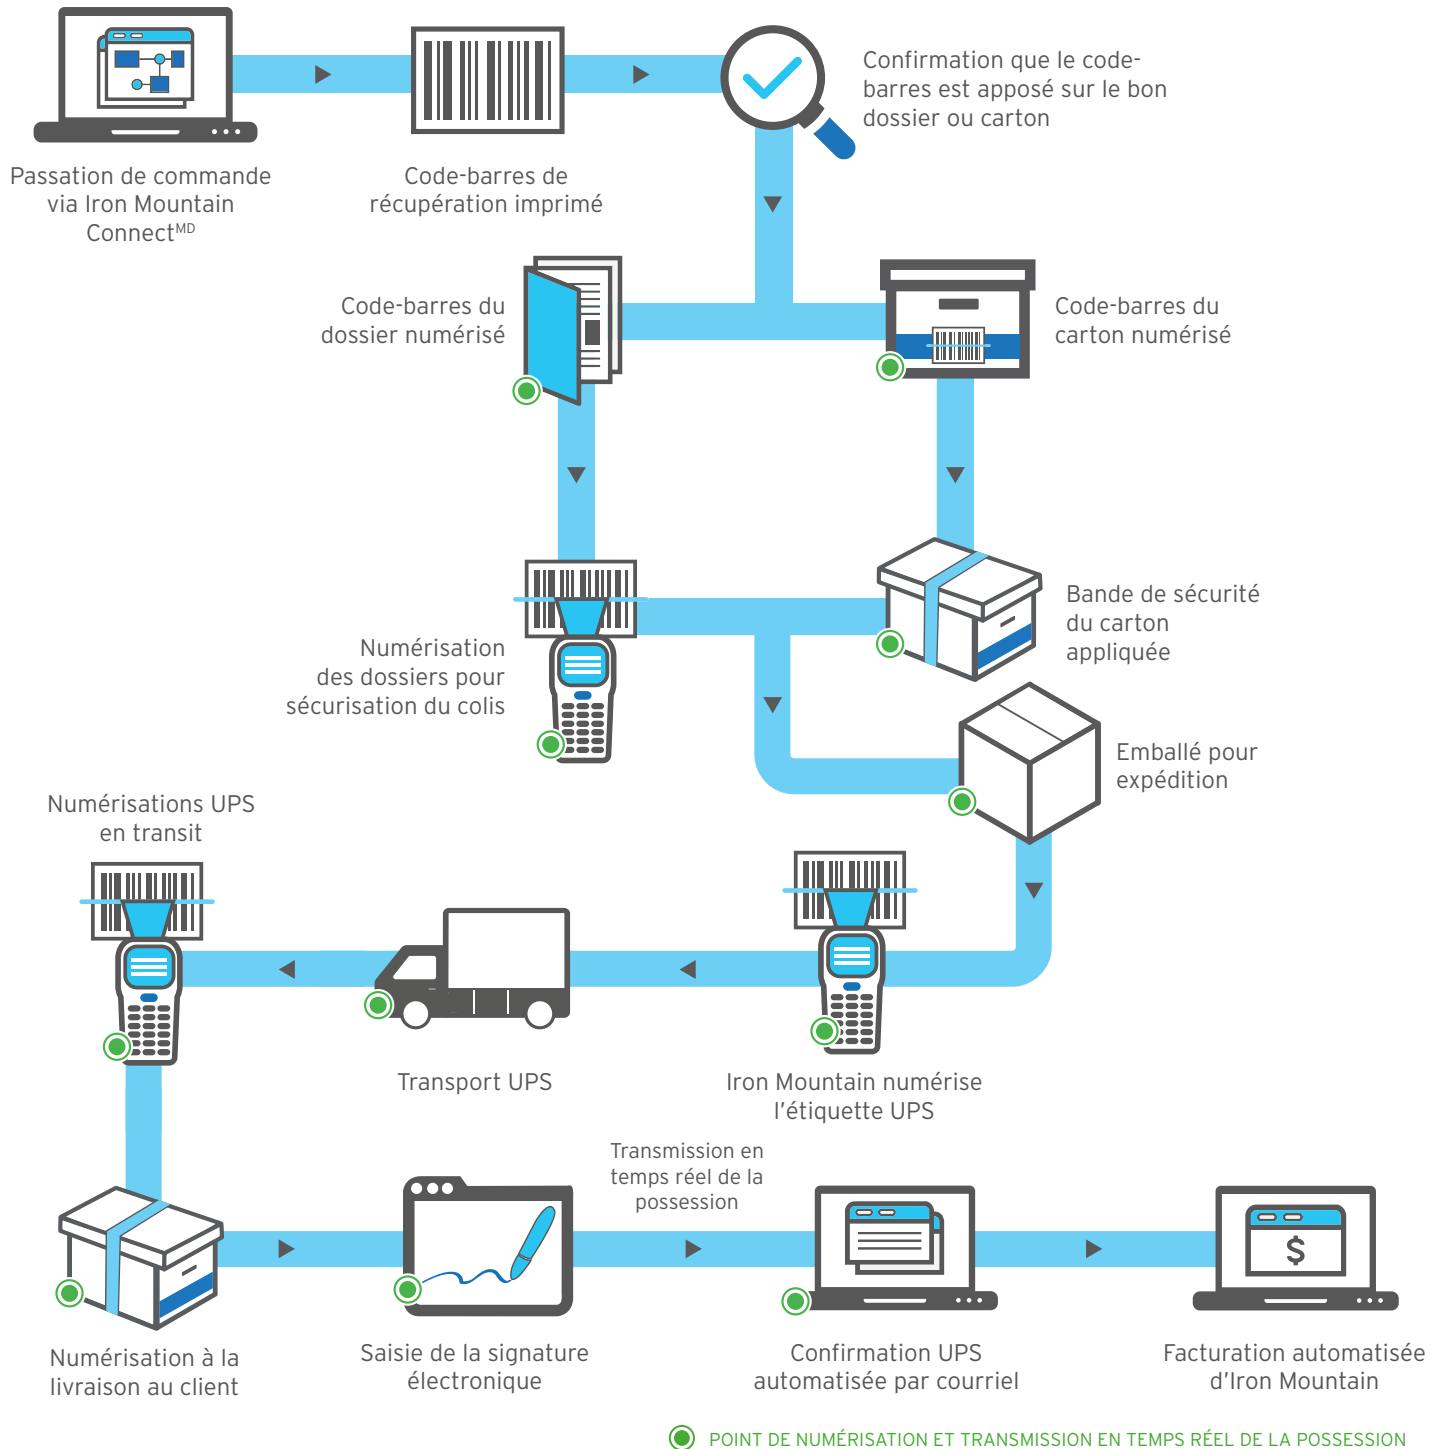 Passation de commande
via Iron Mountain
Connectᴹᴰ
Code-barres de
récupération imprimé
Confirmation que le code-
barres est apposé sur le bon
dossier ou carton
Code-barres du
dossier numérisé
Code-barres du
carton numérisé
Numérisation
des dossiers pour
sécurisation du colis
Bande de sécurité
du carton
appliquée
Emballé pour
expédition
Numérisations UPS
en transit
Transport UPS
Iron Mountain numérise
l'étiquette UPS
Transmission en
temps réel de la
possession
$
Numérisation à la
livraison au client
Saisie de la signature
électronique
Confirmation UPS
automatisée par courriel
Facturation automatisée
d'Iron Mountain
POINT DE NUMÉRISATION ET TRANSMISSION EN TEMPS RÉEL DE LA POSSESSION